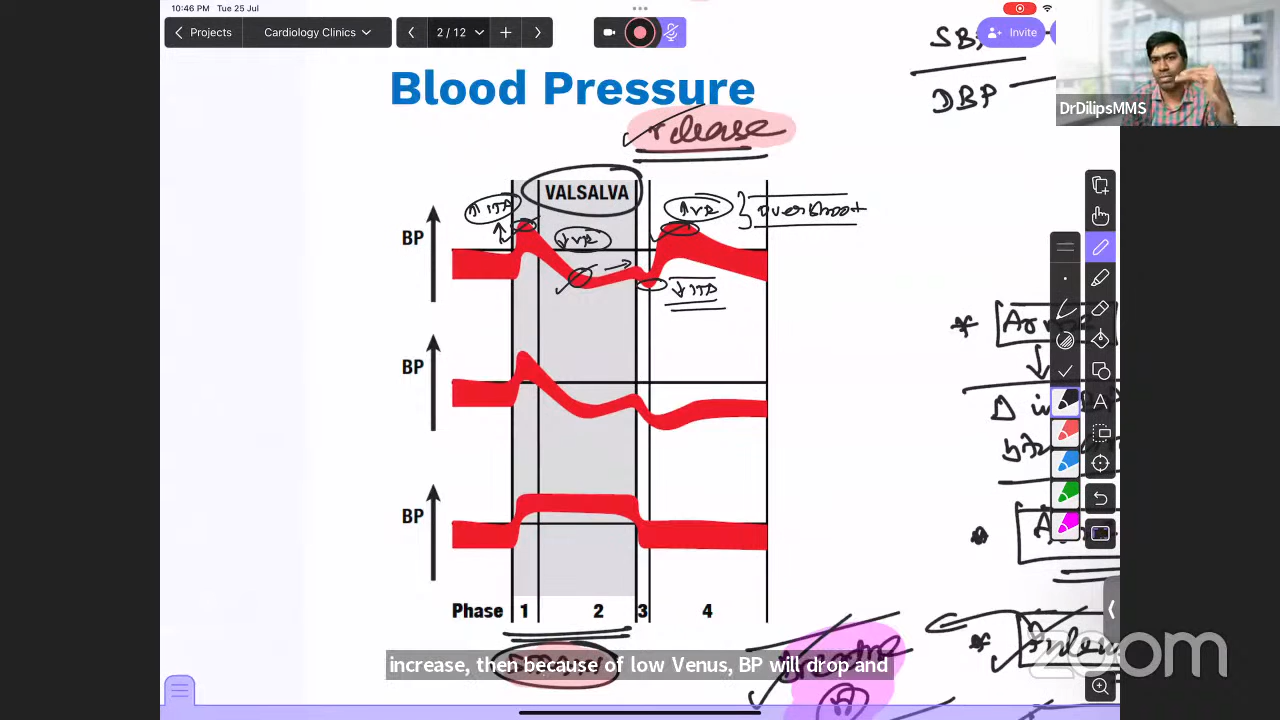 10:46 PM Tue 25 Jul
Projects
Cardiology Clinics
2 / 12
Invite
SBP
DBP
DrDilipsMMS
Blood Pressure
release
VALSALVA
↑ ITP
↑VR
overshoot
BP
↓VR
↓ITP
BP
Δ in
BP
Phase 1 2 3 4
increase, then because of low Venus, BP will drop and
zoom